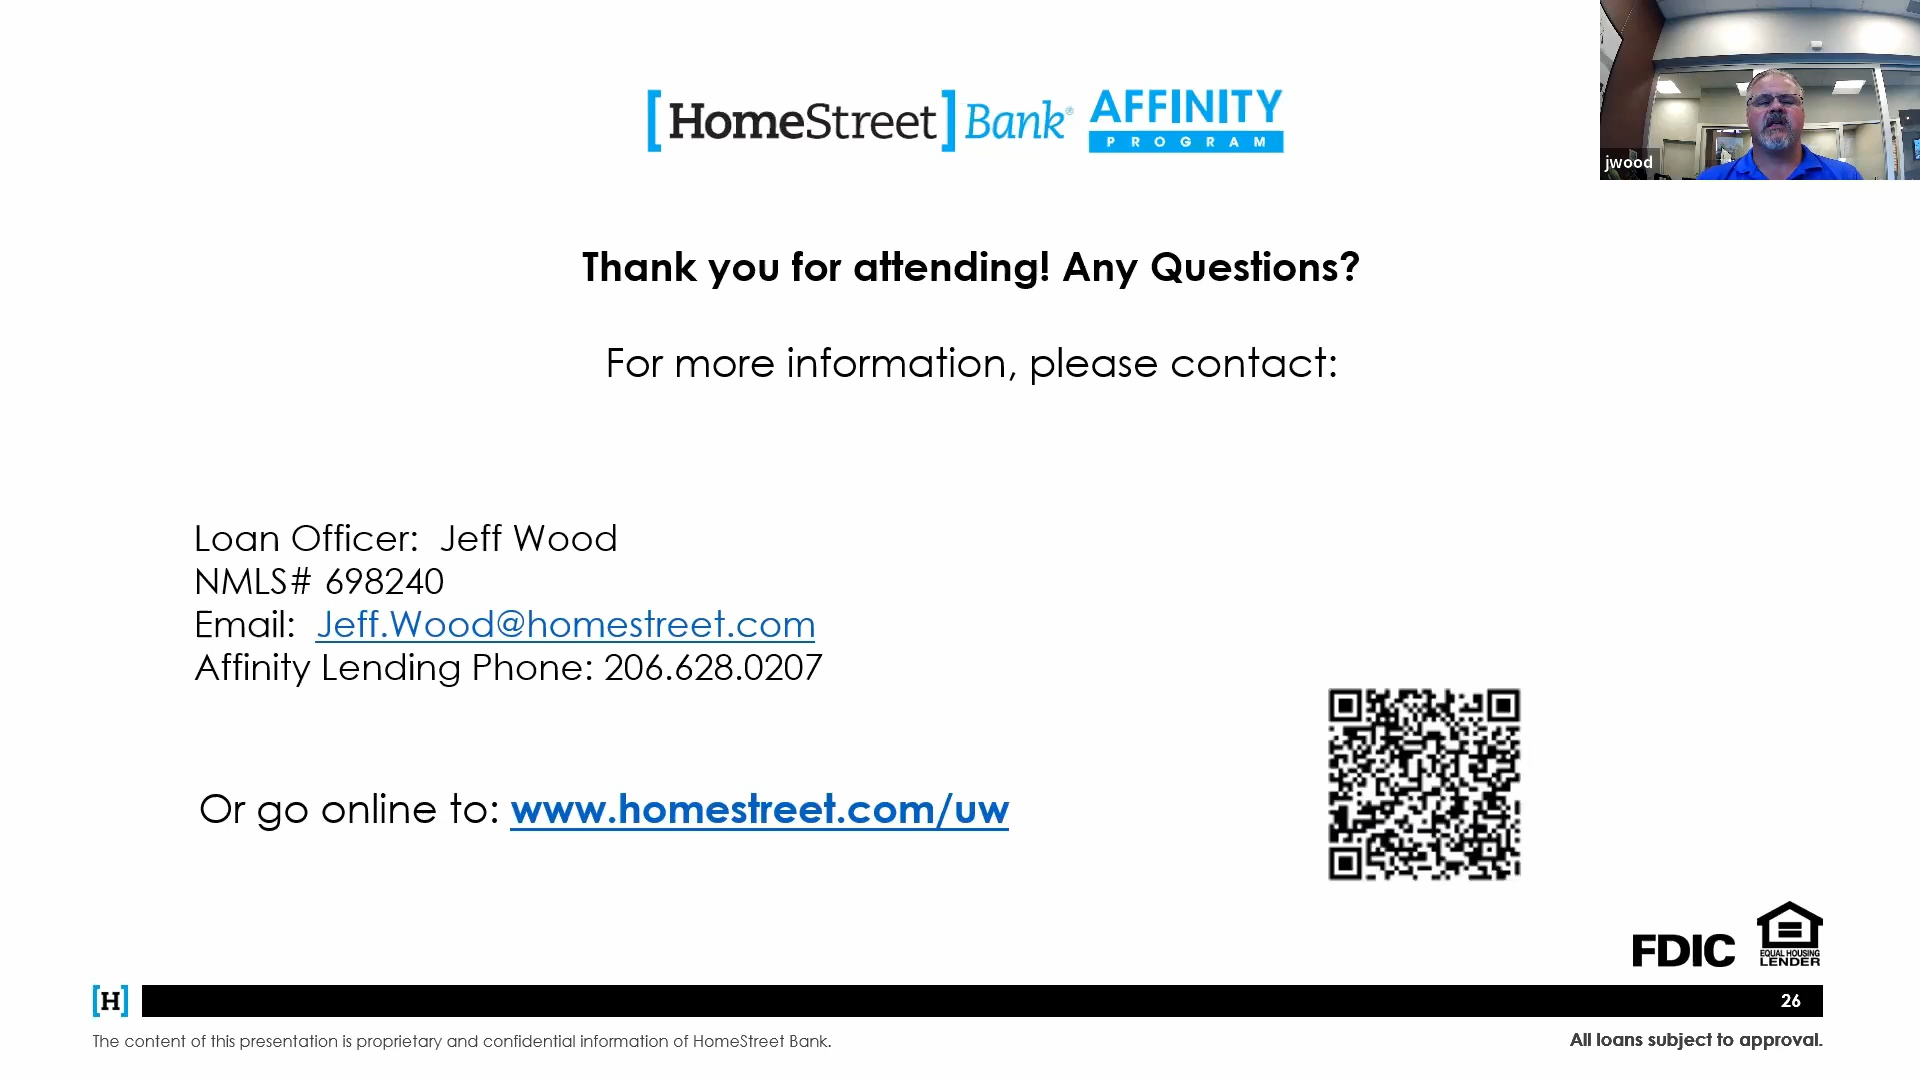 [HomeStreet] Bank® AFFINITY
PROGRAM
jwood
Thank you for attending! Any Questions?
For more information, please contact:
Loan Officer: Jeff Wood
NMLS# 698240
Email: Jeff.Wood@homestreet.com
Affinity Lending Phone: 206.628.0207
Or go online to: www.homestreet.com/uw
FDIC
EQUAL HOUSING
LENDER
[H]
26
The content of this presentation is proprietary and confidential information of HomeStreet Bank.
All loans subject to approval.